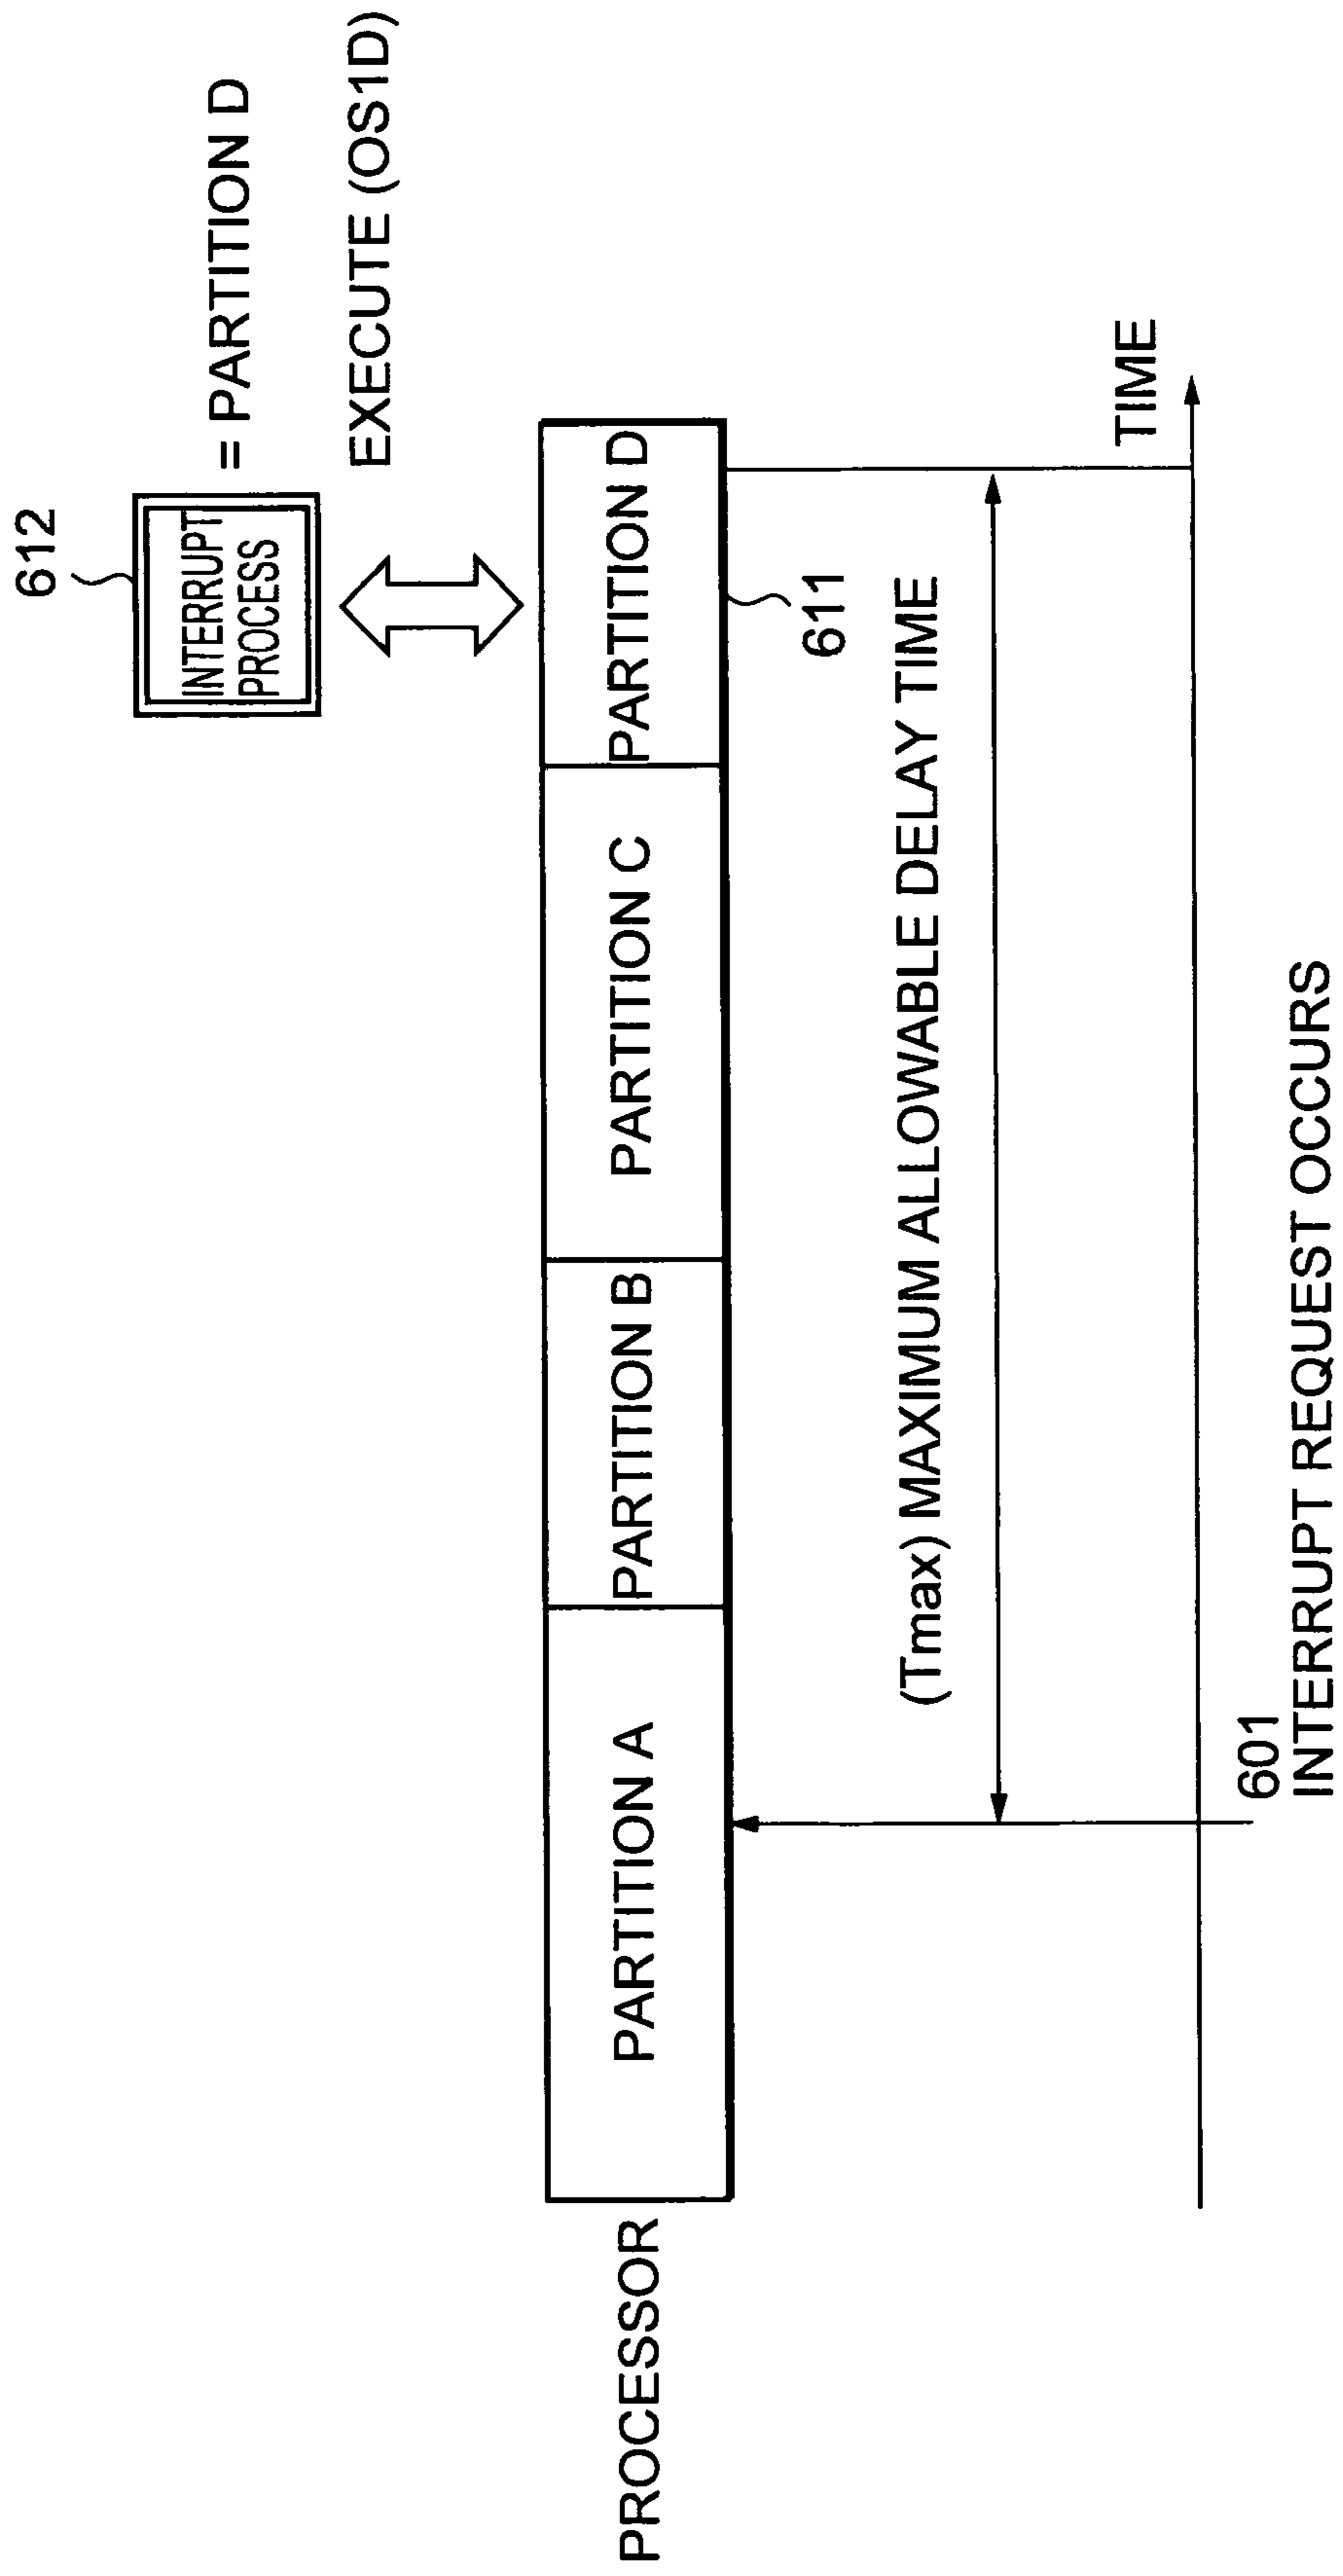 612
INTERRUPT
PROCESS
= PARTITION D
EXECUTE (OS1D)
PROCESSOR
PARTITION A
PARTITION B
PARTITION C
PARTITION D
611
(Tmax) MAXIMUM ALLOWABLE DELAY TIME
TIME
601
INTERRUPT REQUEST OCCURS